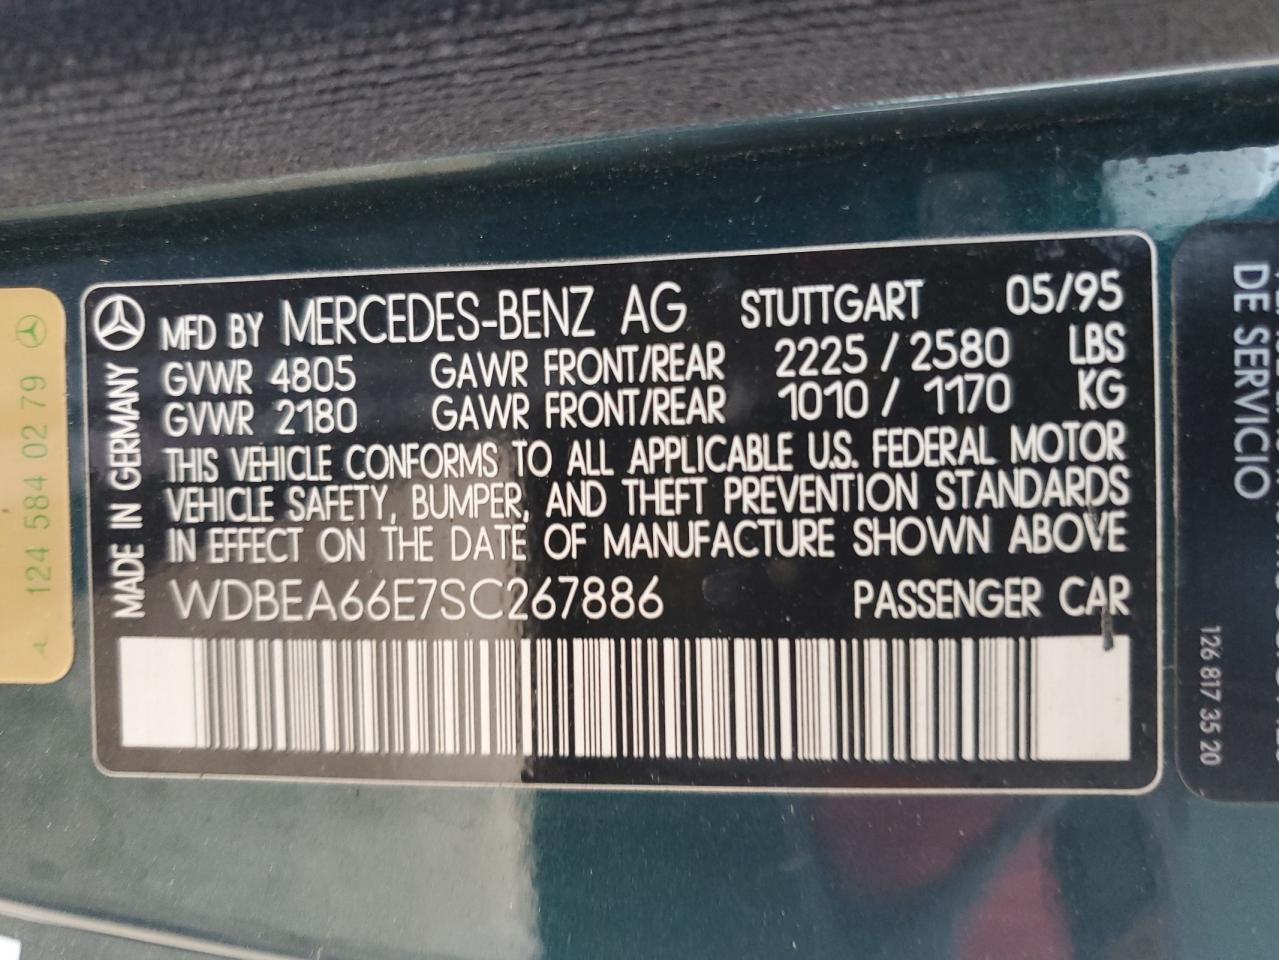 MFD BY MERCEDES-BENZ AG STUTTGART 05/95
GVWR 4805 GAWR FRONT/REAR 2225 / 2580 LBS
GVWR 2180 GAWR FRONT/REAR 1010 / 1170 KG
THIS VEHICLE CONFORMS TO ALL APPLICABLE U.S. FEDERAL MOTOR
VEHICLE SAFETY, BUMPER, AND THEFT PREVENTION STANDARDS
IN EFFECT ON THE DATE OF MANUFACTURE SHOWN ABOVE
WDBEA66E7SC267886 PASSENGER CAR
MADE IN GERMANY
124 584 02 79
DE SERVICIO
126 817 35 20